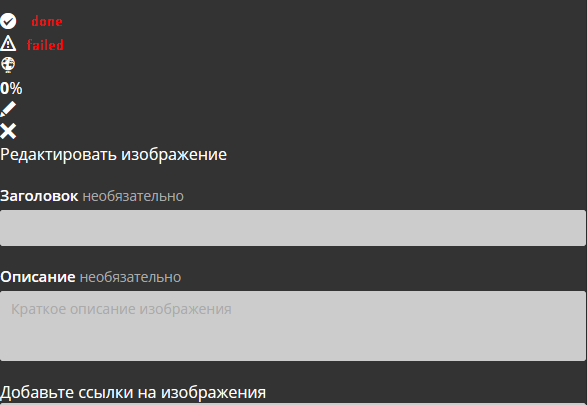 done
failed
0%
Редактировать изображение
Заголовок необязательно
Описание необязательно
Краткое описание изображения
Добавьте ссылки на изображения